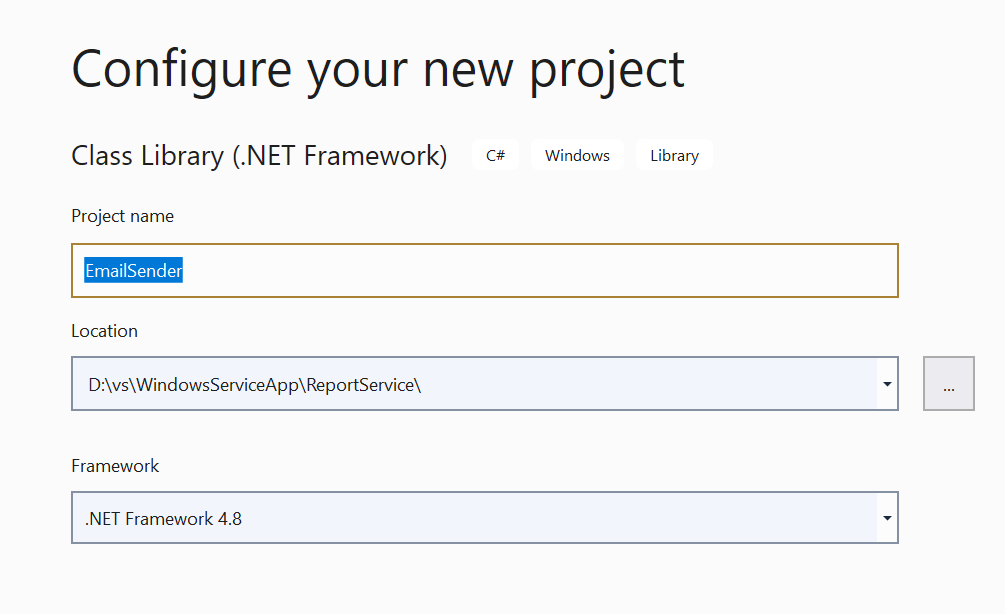 Configure your new project
Class Library (.NET Framework) C# Windows Library
Project name
EmailSender
Location
D:\vs\WindowsServiceApp\ReportService\
...
Framework
.NET Framework 4.8